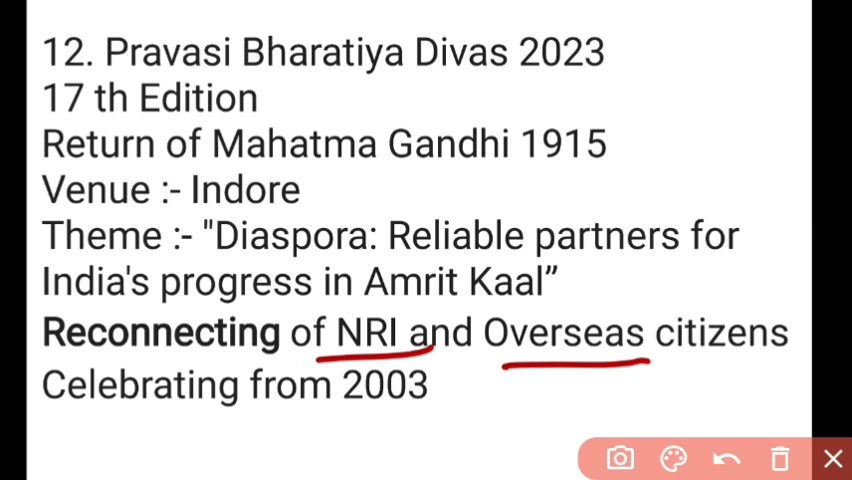 12. Pravasi Bharatiya Divas 2023
17 th Edition
Return of Mahatma Gandhi 1915
Venue :- Indore
Theme :- "Diaspora: Reliable partners for
India's progress in Amrit Kaal”
Reconnecting of NRI and Overseas citizens
Celebrating from 2003